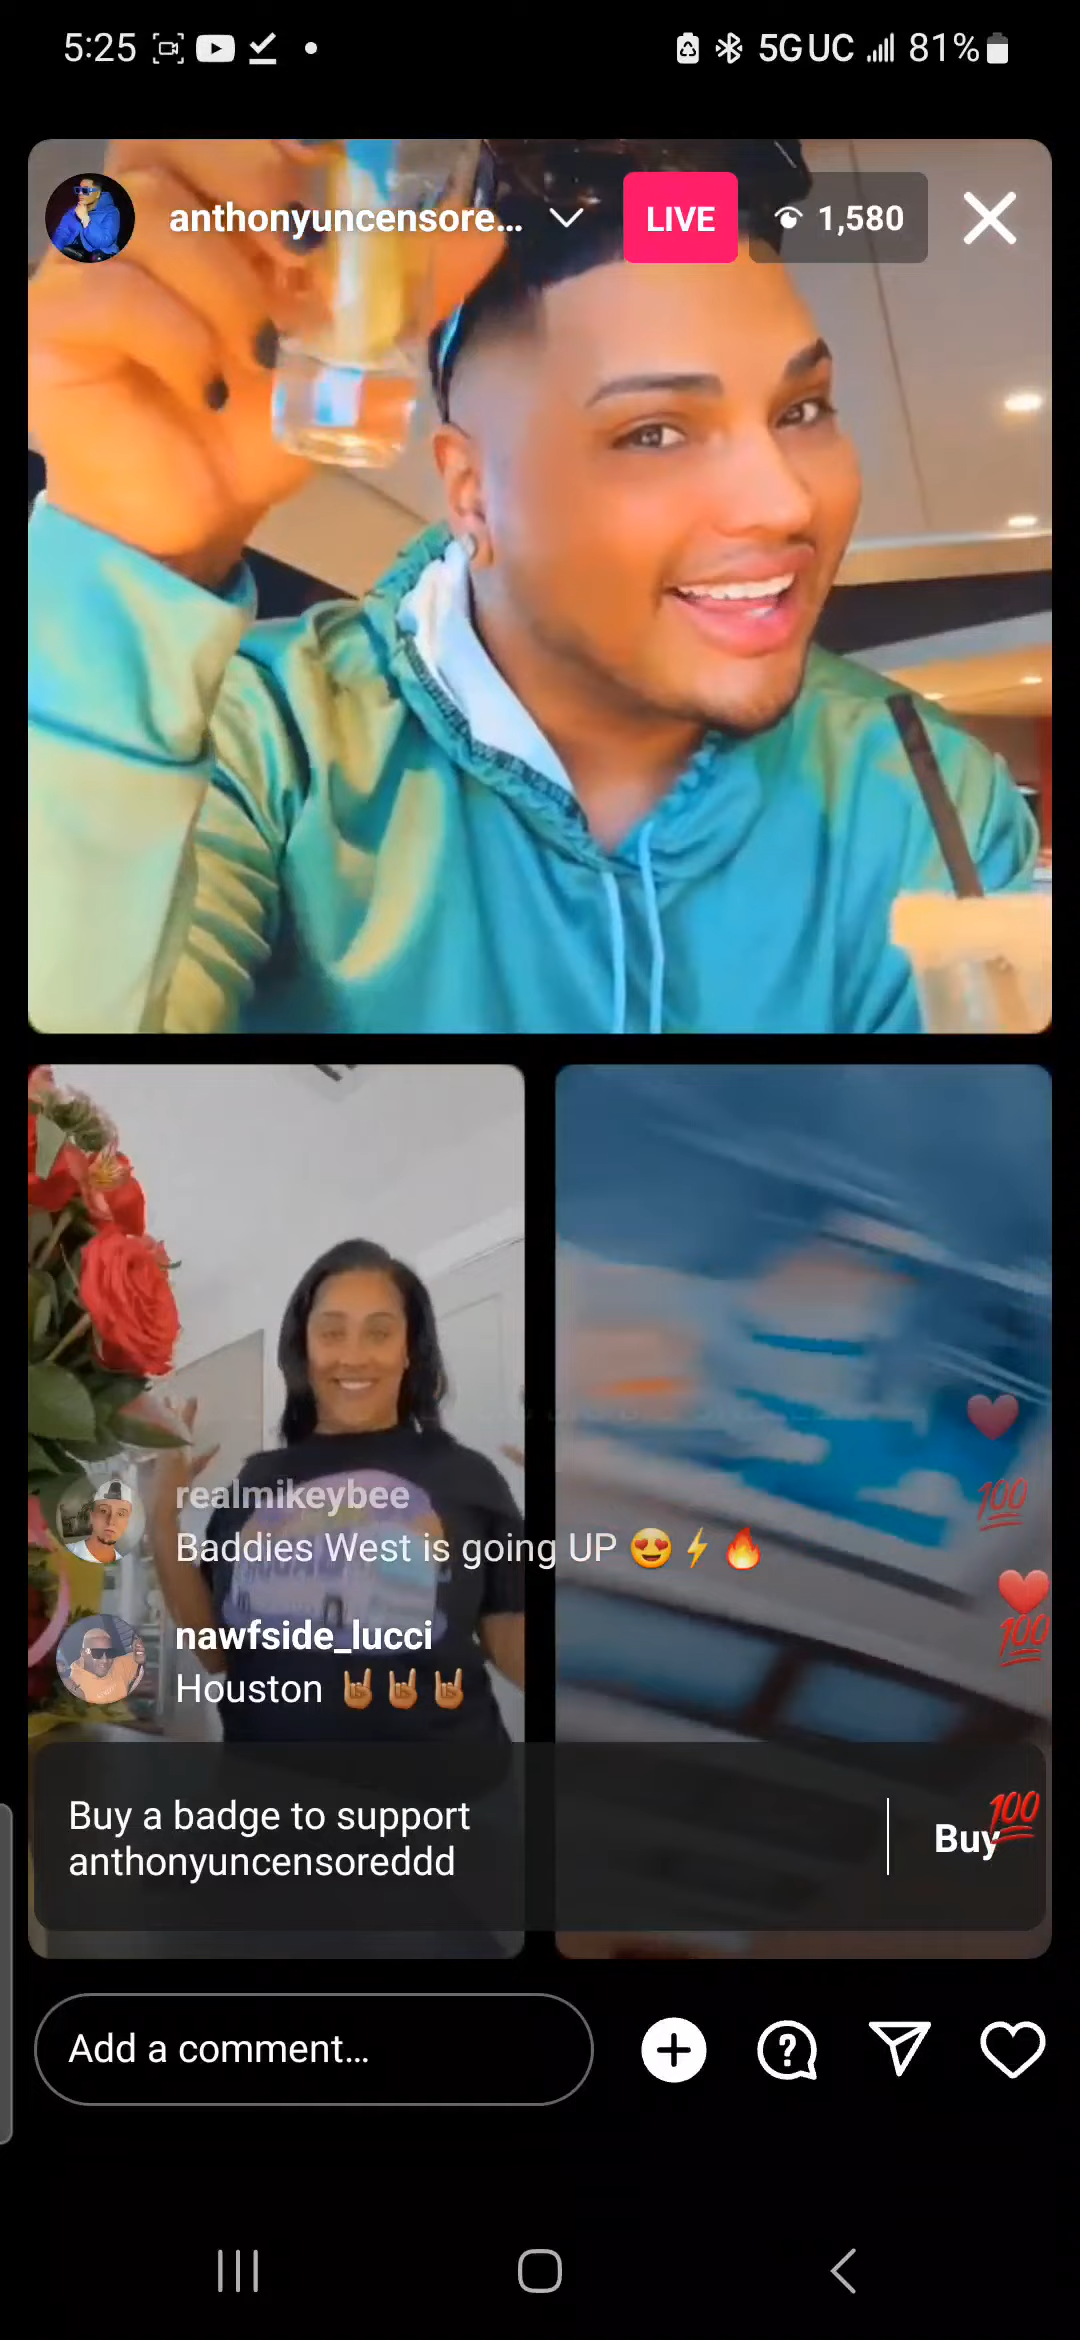 5:25 5G UC 81%
anthonyuncensore... LIVE 1,580
realmikeybee
Baddies West is going UP 😍⚡🔥
nawfside_lucci
Houston 🤘🏽🤘🏽🤘🏽
💯
💯
Buy a badge to support
anthonyuncensoreddd
Buy
💯
Add a comment...